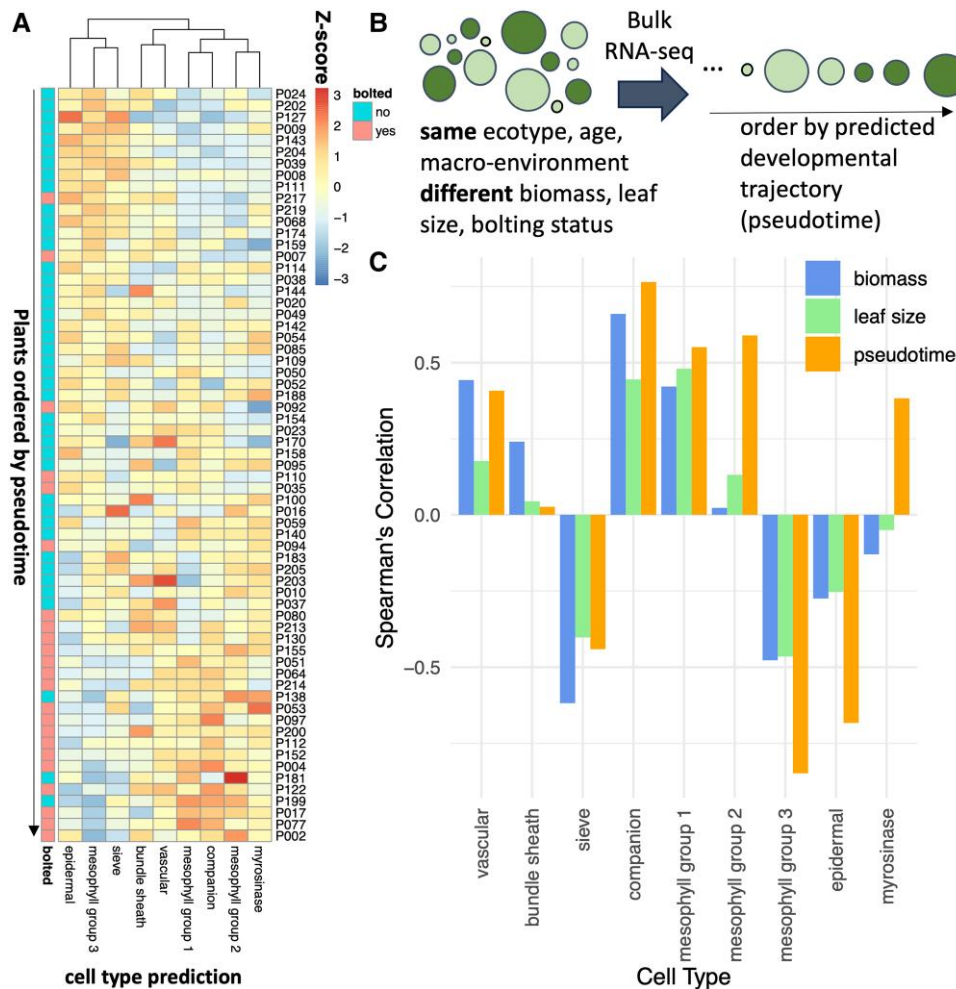 A
Z-score
3
2
1
0
−1
−2
−3
bolted
no
yes
Plants ordered by pseudotime
P024
P202
P127
P009
P143
P204
P039
P008
P111
P217
P219
P068
P174
P159
P007
P114
P038
P144
P020
P049
P142
P054
P085
P109
P050
P052
P188
P092
P154
P023
P170
P158
P095
P110
P035
P100
P016
P059
P140
P094
P183
P205
P203
P010
P037
P080
P213
P130
P155
P051
P064
P214
P138
P053
P097
P200
P112
P152
P004
P181
P122
P199
P017
P077
P002
bolted
epidermal
mesophyll group 3
sieve
bundle sheath
vascular
mesophyll group 1
companion
mesophyll group 2
myrosinase
cell type prediction
B
Bulk
RNA-seq
...
same ecotype, age,
macro-environment
different biomass, leaf
size, bolting status
order by predicted
developmental
trajectory
(pseudotime)
C
biomass
leaf size
pseudotime
Spearman's Correlation
0.5
0.0
−0.5
vascular
bundle sheath
sieve
companion
mesophyll group 1
mesophyll group 2
mesophyll group 3
epidermal
myrosinase
Cell Type